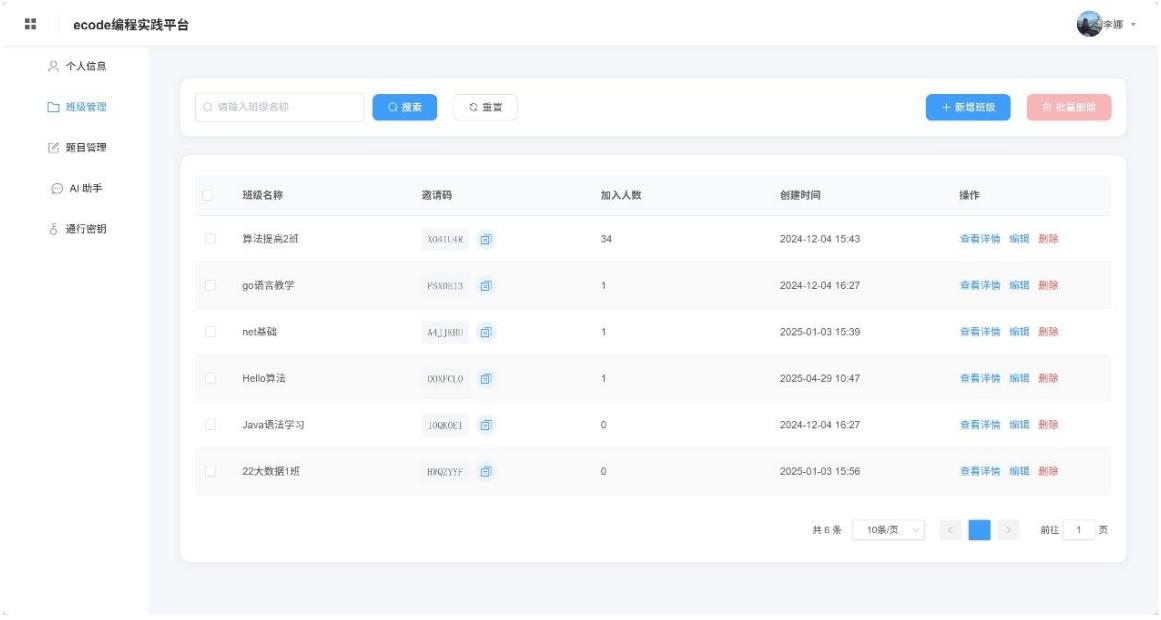 ecode编程实践平台 李娜
个人信息
班级管理
题目管理
AI 助手
通行密钥
请输入班级名称 搜索 重置 新增班级 批量删除
班级名称 邀请码 加入人数 创建时间 操作
算法提高2班 34 2024-12-04 15:43 查看详情 编辑 删除
go语言教学 1 2024-12-04 16:27 查看详情 编辑 删除
net基础 1 2025-01-03 15:39 查看详情 编辑 删除
Hello算法 1 2025-04-29 10:47 查看详情 编辑 删除
Java语法学习 0 2024-12-04 16:27 查看详情 编辑 删除
22大数据1班 HWQZYYF 0 2025-01-03 15:56 查看详情 编辑 删除
共 6 条 10条/页 前往 1 页